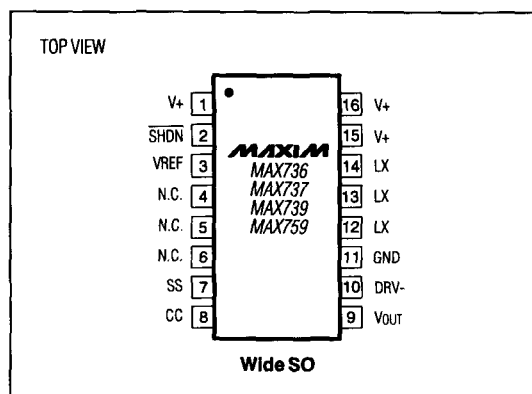 TOP VIEW
V+ 1
SHDN 2
VREF 3
N.C. 4
N.C. 5
N.C. 6
SS 7
CC 8
MAXIM
MAX736
MAX737
MAX739
MAX759
16 V+
15 V+
14 LX
13 LX
12 LX
11 GND
10 DRV-
9 VOUT
Wide SO